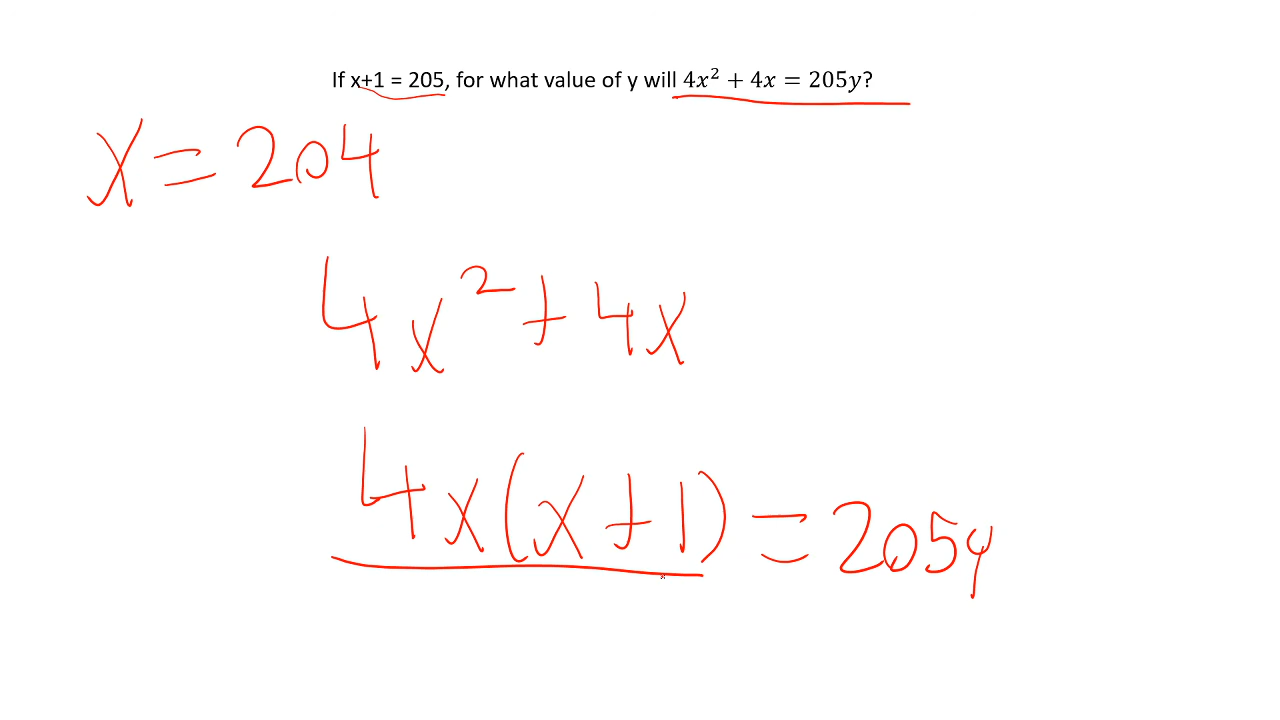 If x+1 = 205, for what value of y will 4x² + 4x = 205y?
x = 204
4x² + 4x
4x(x+1) = 205y